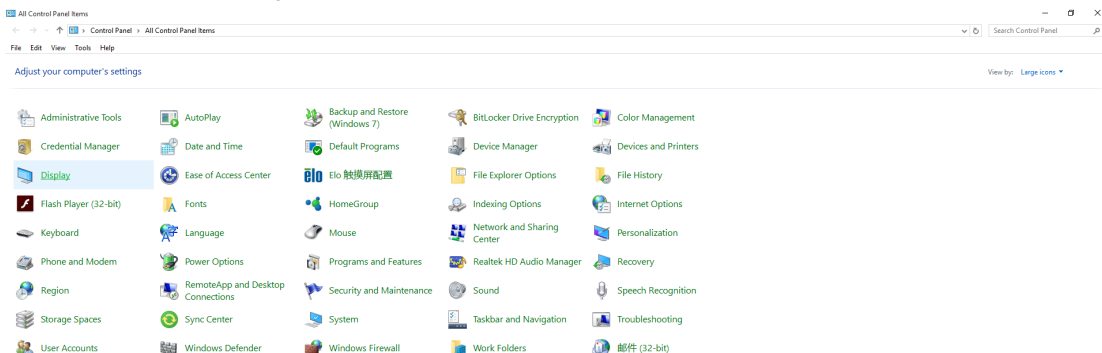 All Control Panel Items
Control Panel › All Control Panel Items
Search Control Panel
File Edit View Tools Help
Adjust your computer's settings
View by: Large icons
Administrative Tools
AutoPlay
Backup and Restore
(Windows 7)
BitLocker Drive Encryption
Color Management
Credential Manager
Date and Time
Default Programs
Device Manager
Devices and Printers
Display
Ease of Access Center
elo
Elo 触摸屏配置
File Explorer Options
File History
Flash Player (32-bit)
Fonts
HomeGroup
Indexing Options
Internet Options
Keyboard
Language
Mouse
Network and Sharing
Center
Personalization
Phone and Modem
Power Options
Programs and Features
Realtek HD Audio Manager
Recovery
Region
RemoteApp and Desktop
Connections
Security and Maintenance
Sound
Speech Recognition
Storage Spaces
Sync Center
System
Taskbar and Navigation
Troubleshooting
User Accounts
Windows Defender
Windows Firewall
Work Folders
邮件 (32-bit)